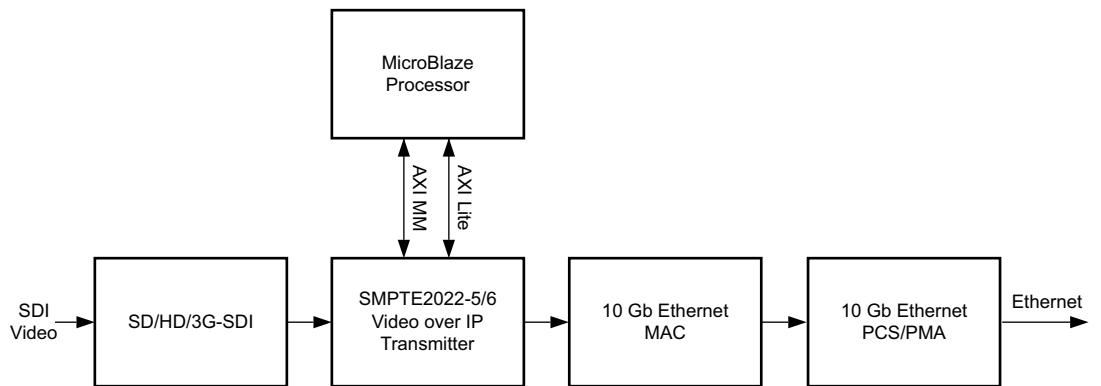 MicroBlaze
Processor
AXI MM
AXI Lite
SDI
Video
SD/HD/3G-SDI
SMPTE2022-5/6
Video over IP
Transmitter
10 Gb Ethernet
MAC
10 Gb Ethernet
PCS/PMA
Ethernet